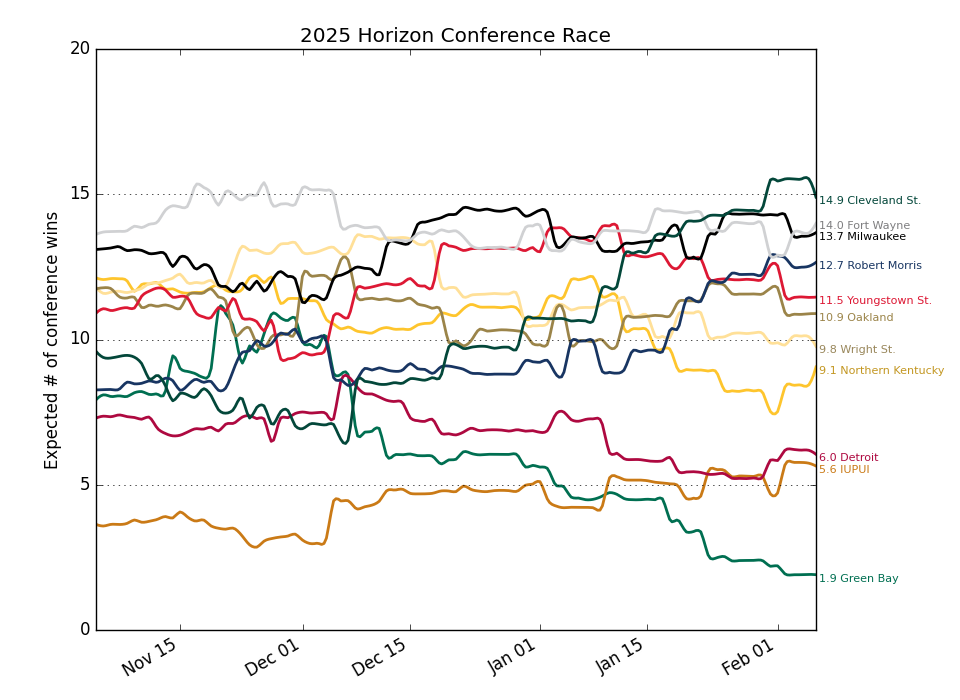 2025 Horizon Conference Race
Expected # of conference wins
20
15
10
5
0
14.9 Cleveland St.
14.0 Fort Wayne
13.7 Milwaukee
12.7 Robert Morris
11.5 Youngstown St.
10.9 Oakland
9.8 Wright St.
9.1 Northern Kentucky
6.0 Detroit
5.6 IUPUI
1.9 Green Bay
Nov 15
Dec 01
Dec 15
Jan 01
Jan 15
Feb 01